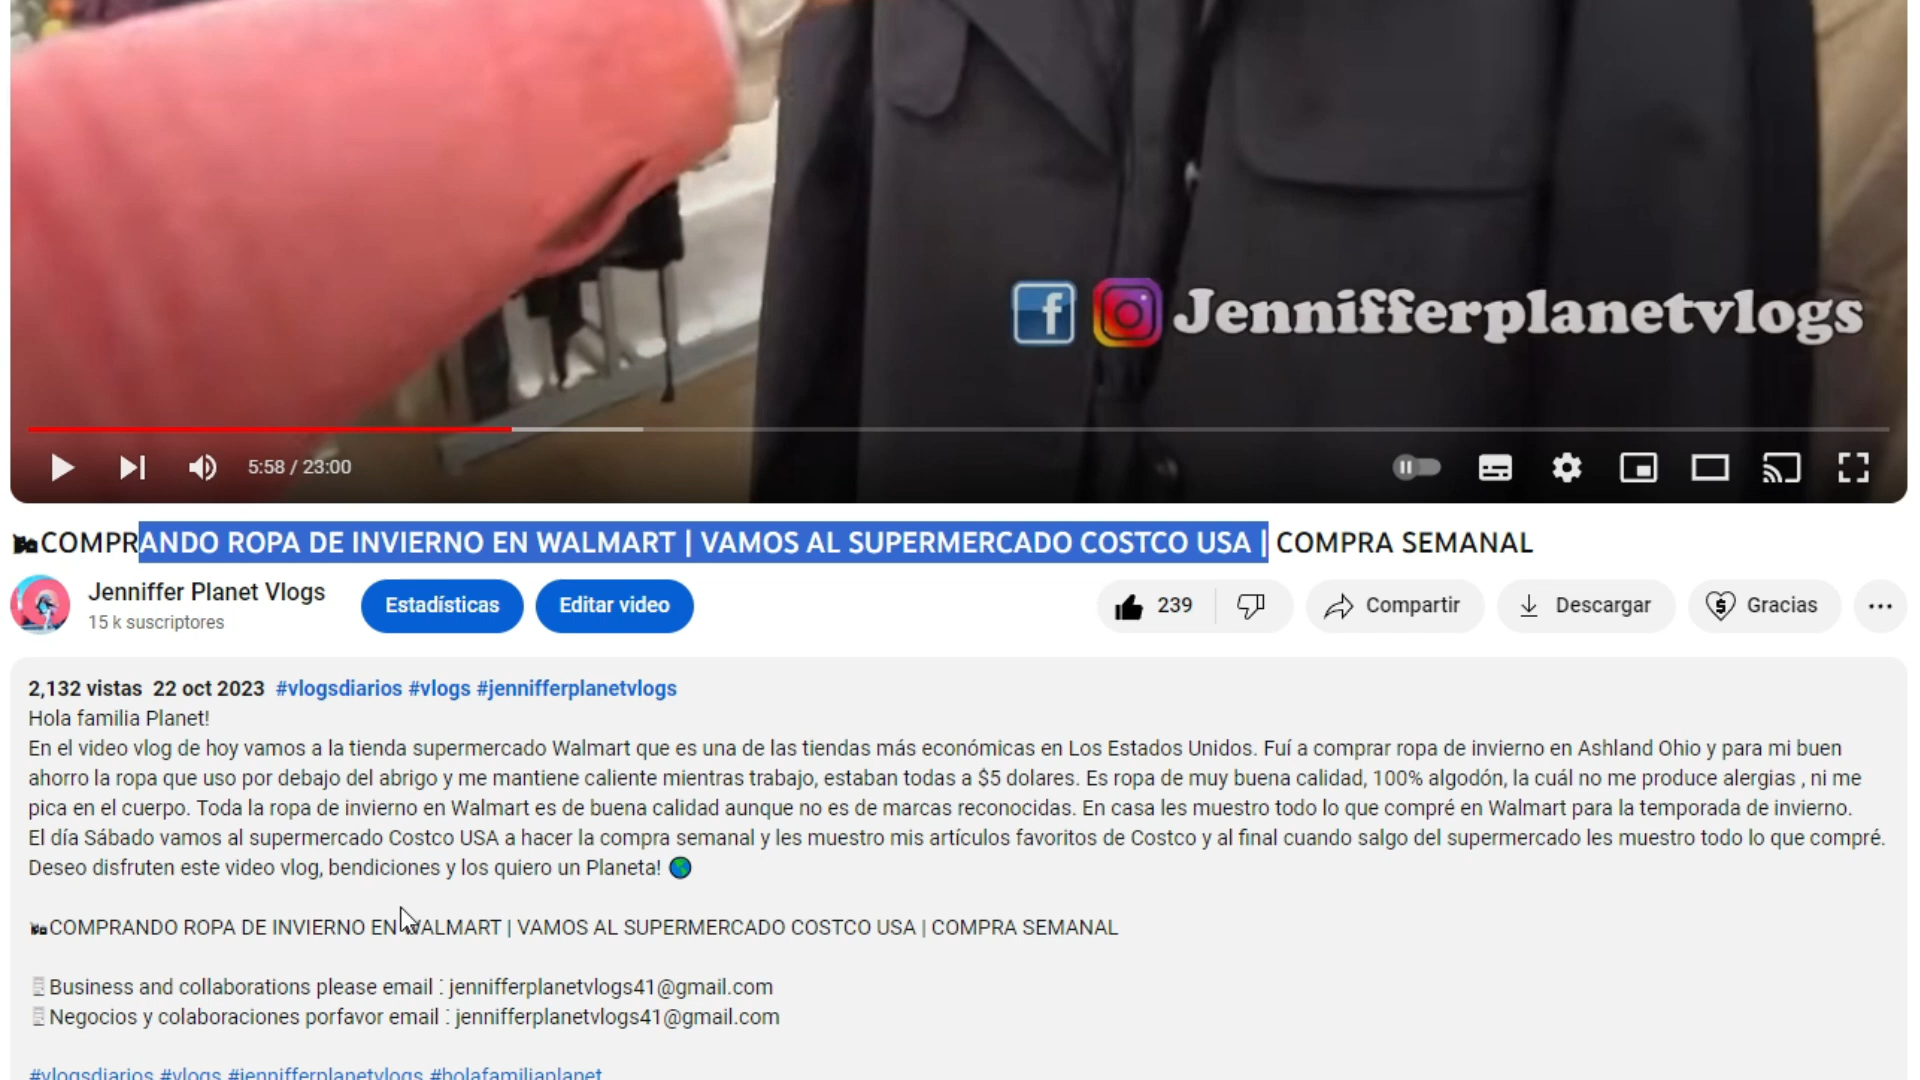 Jennifferplanetvlogs
5:58 / 23:00
COMPRANDO ROPA DE INVIERNO EN WALMART | VAMOS AL SUPERMERCADO COSTCO USA | COMPRA SEMANAL
Jenniffer Planet Vlogs
15 k suscriptores
Estadísticas
Editar video
239
Compartir
Descargar
Gracias
2,132 vistas 22 oct 2023 #vlogsdiarios #vlogs #jennifferplanetvlogs
Hola familia Planet!
En el video vlog de hoy vamos a la tienda supermercado Walmart que es una de las tiendas más económicas en Los Estados Unidos. Fuí a comprar ropa de invierno en Ashland Ohio y para mi buen
ahorro la ropa que uso por debajo del abrigo y me mantiene caliente mientras trabajo, estaban todas a $5 dolares. Es ropa de muy buena calidad, 100% algodón, la cuál no me produce alergias , ni me
pica en el cuerpo. Toda la ropa de invierno en Walmart es de buena calidad aunque no es de marcas reconocidas. En casa les muestro todo lo que compré en Walmart para la temporada de invierno.
El día Sábado vamos al supermercado Costco USA a hacer la compra semanal y les muestro mis artículos favoritos de Costco y al final cuando salgo del supermercado les muestro todo lo que compré.
Deseo disfruten este video vlog, bendiciones y los quiero un Planeta! 🌎
COMPRANDO ROPA DE INVIERNO EN WALMART | VAMOS AL SUPERMERCADO COSTCO USA | COMPRA SEMANAL
Business and collaborations please email : jennifferplanetvlogs41@gmail.com
Negocios y colaboraciones porfavor email : jennifferplanetvlogs41@gmail.com
#vlogsdiarios #vlogs #jennifferplanetvlogs #holafamiliaplanet